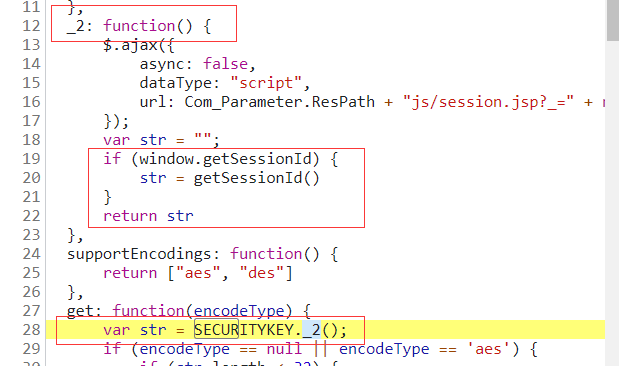 11 },
12 _2: function() {
13 $.ajax({
14 async: false,
15 dataType: "script",
16 url: Com_Parameter.ResPath + "js/session.jsp?_=" +
17 });
18 var str = "";
19 if (window.getSessionId) {
20 str = getSessionId()
21 }
22 return str
23 },
24 supportEncodings: function() {
25 return ["aes", "des"]
26 },
27 get: function(encodeType) {
28 var str = SECURITYKEY._2();
29 if (encodeType == null || encodeType == 'aes') {
30